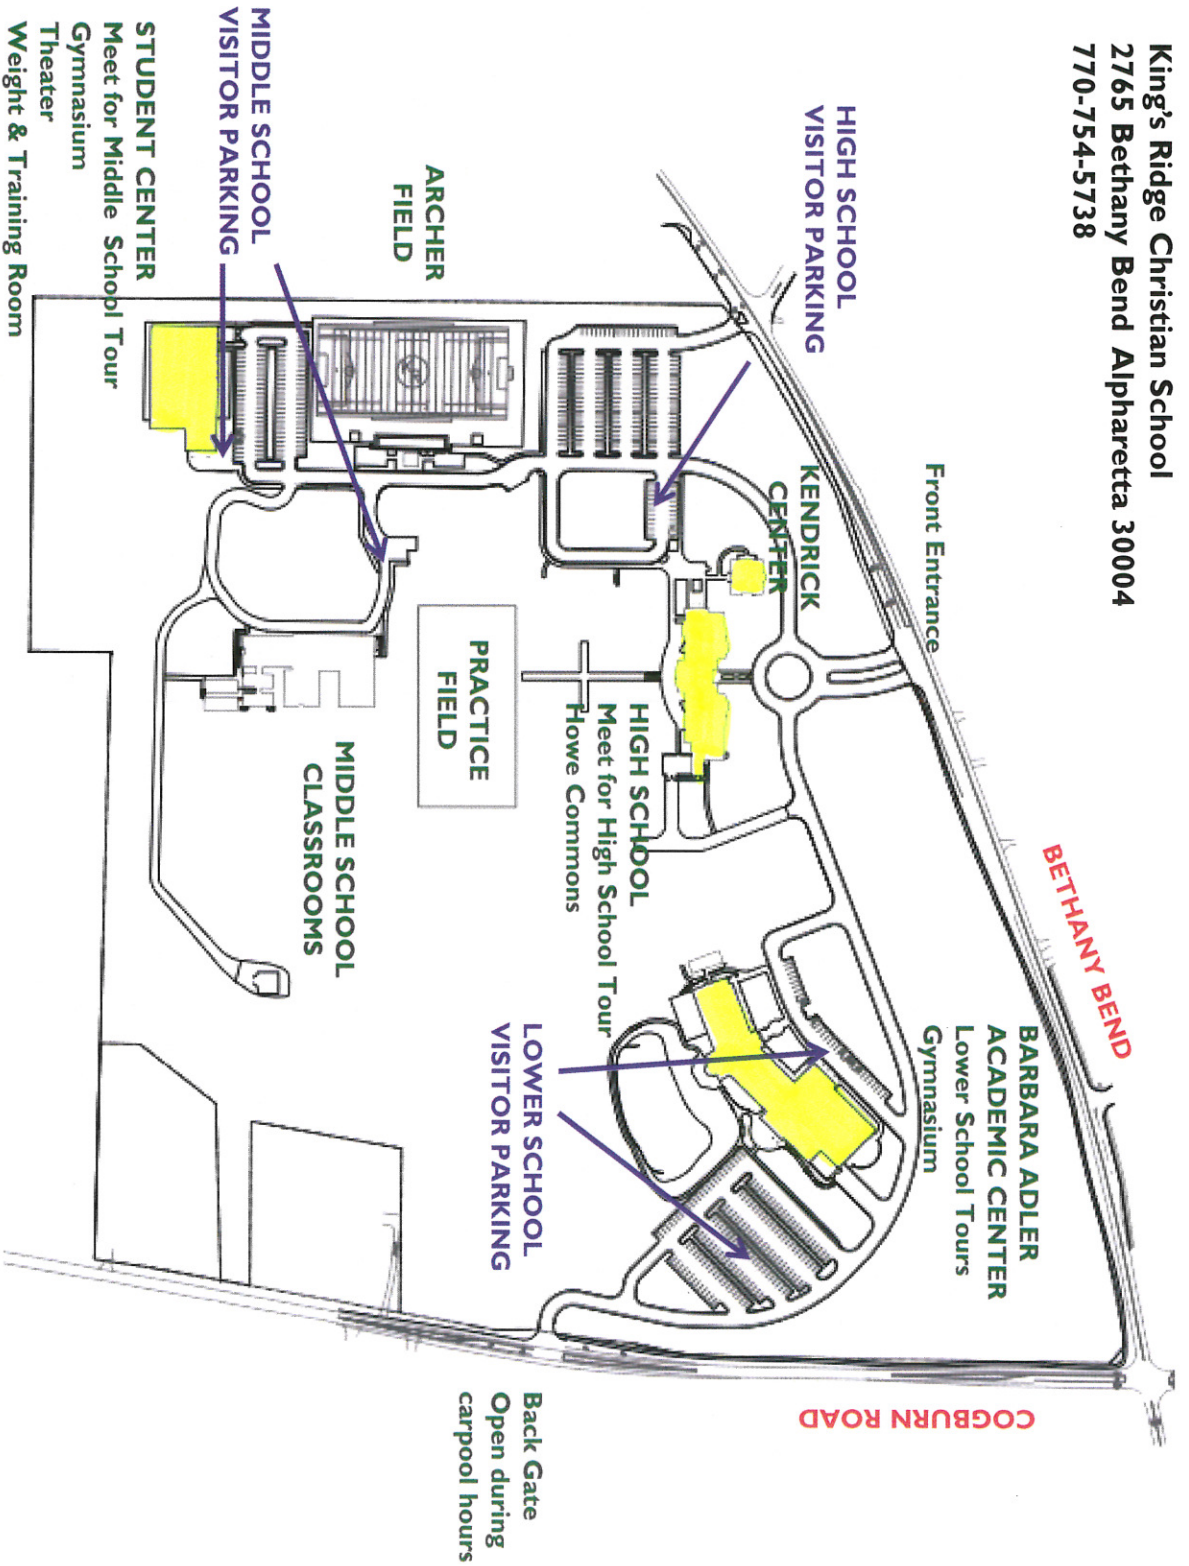 King's Ridge Christian School
2765 Bethany Bend Alpharetta 30004
770-754-5738
HIGH SCHOOL
VISITOR PARKING
Front Entrance
BETHANY BEND
KENDRICK
CENTER
BARBARA ADLER
ACADEMIC CENTER
Lower School Tours
Gymnasium
COGBURN ROAD
HIGH SCHOOL
Meet for High School Tour
Howe Commons
LOWER SCHOOL
VISITOR PARKING
Back Gate
Open during
carpool hours
ARCHER
FIELD
PRACTICE
FIELD
MIDDLE SCHOOL
CLASSROOMS
MIDDLE SCHOOL
VISITOR PARKING
STUDENT CENTER
Meet for Middle School Tour
Gymnasium
Theater
Weight & Training Room